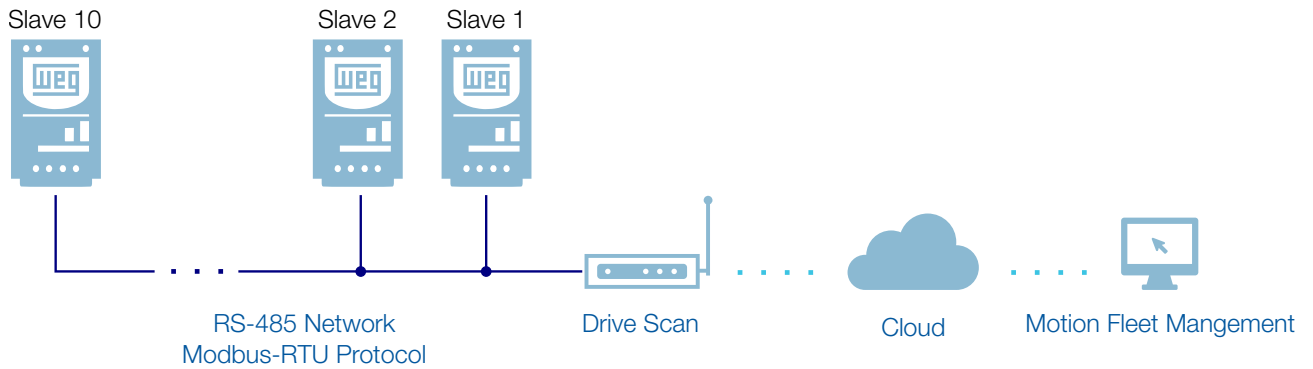 Slave 10
Slave 2
Slave 1
weg
weg
weg
RS-485 Network
Modbus-RTU Protocol
Drive Scan
Cloud
Motion Fleet Mangement